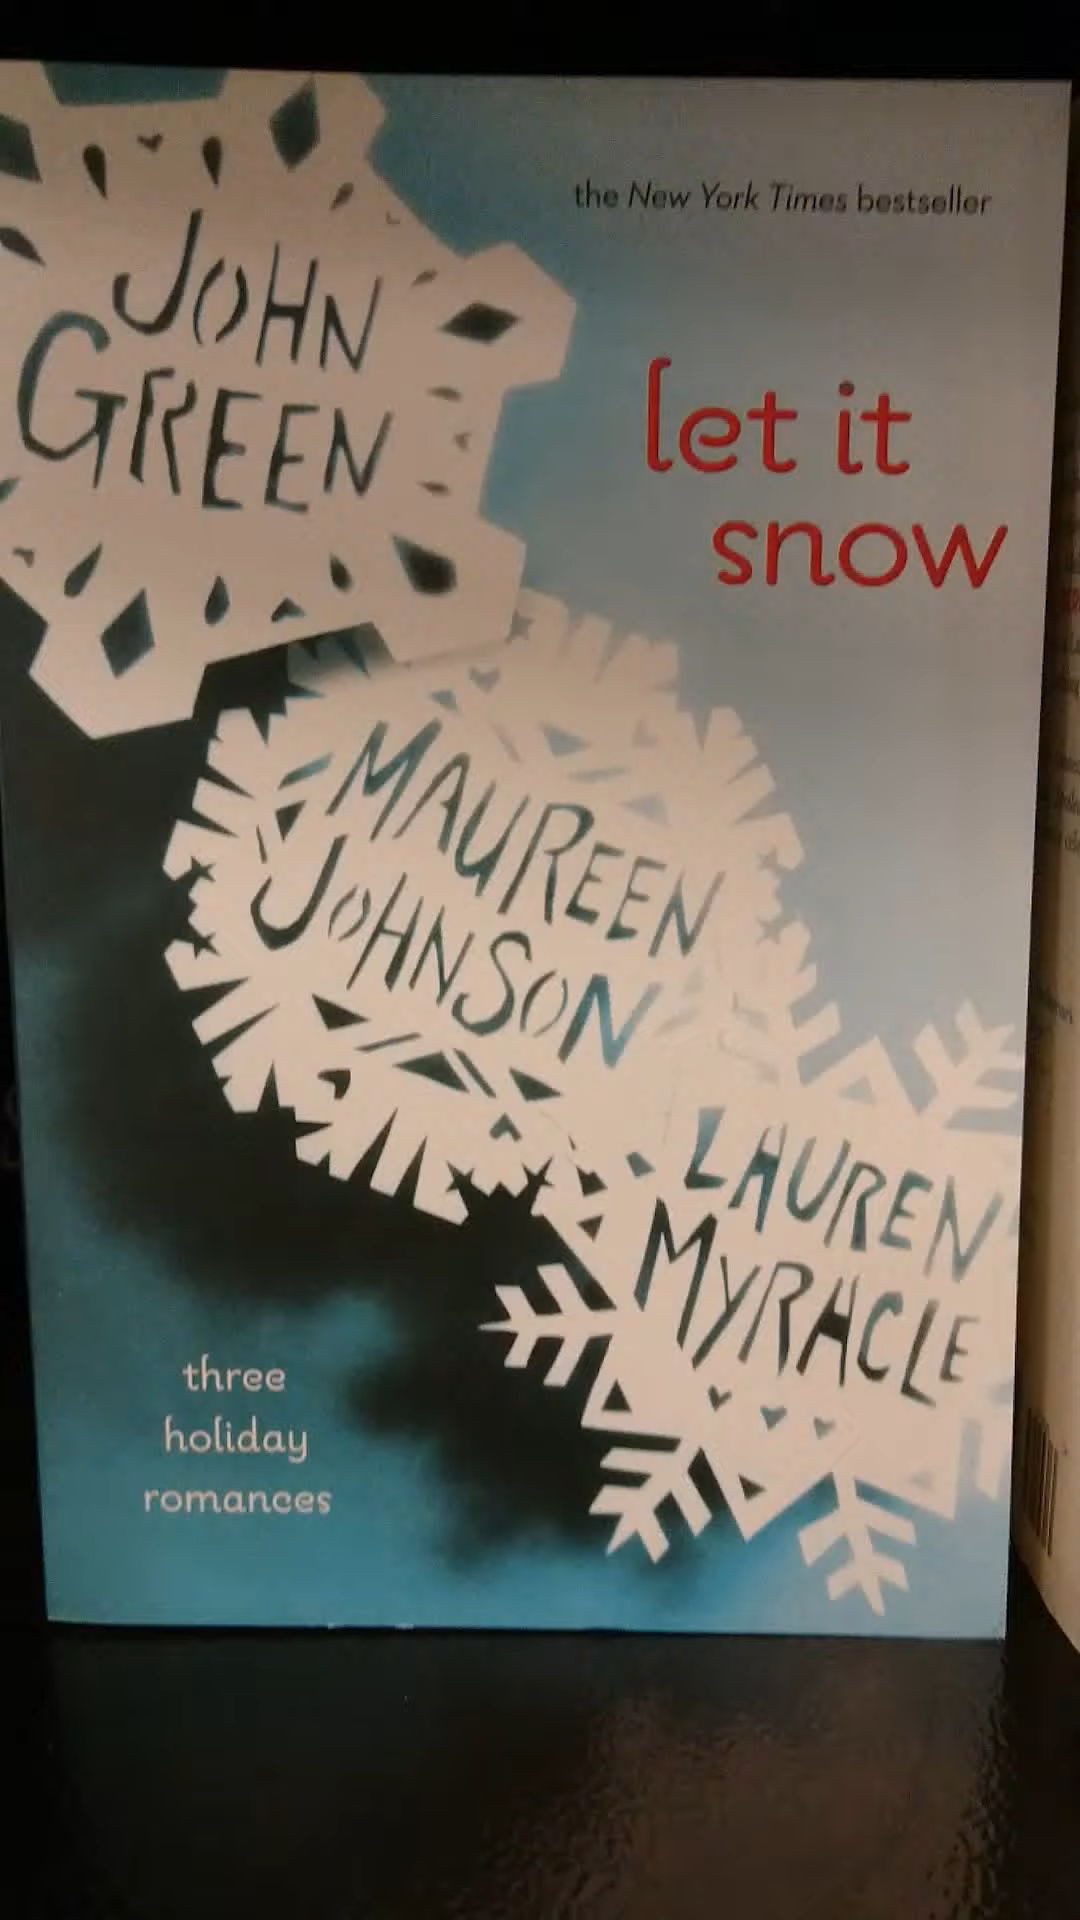 the New York Times bestseller
JOHN
GREEN
let it
snow
MAUREEN
JOHNSON
LAUREN
MYRACLE
three
holiday
romances